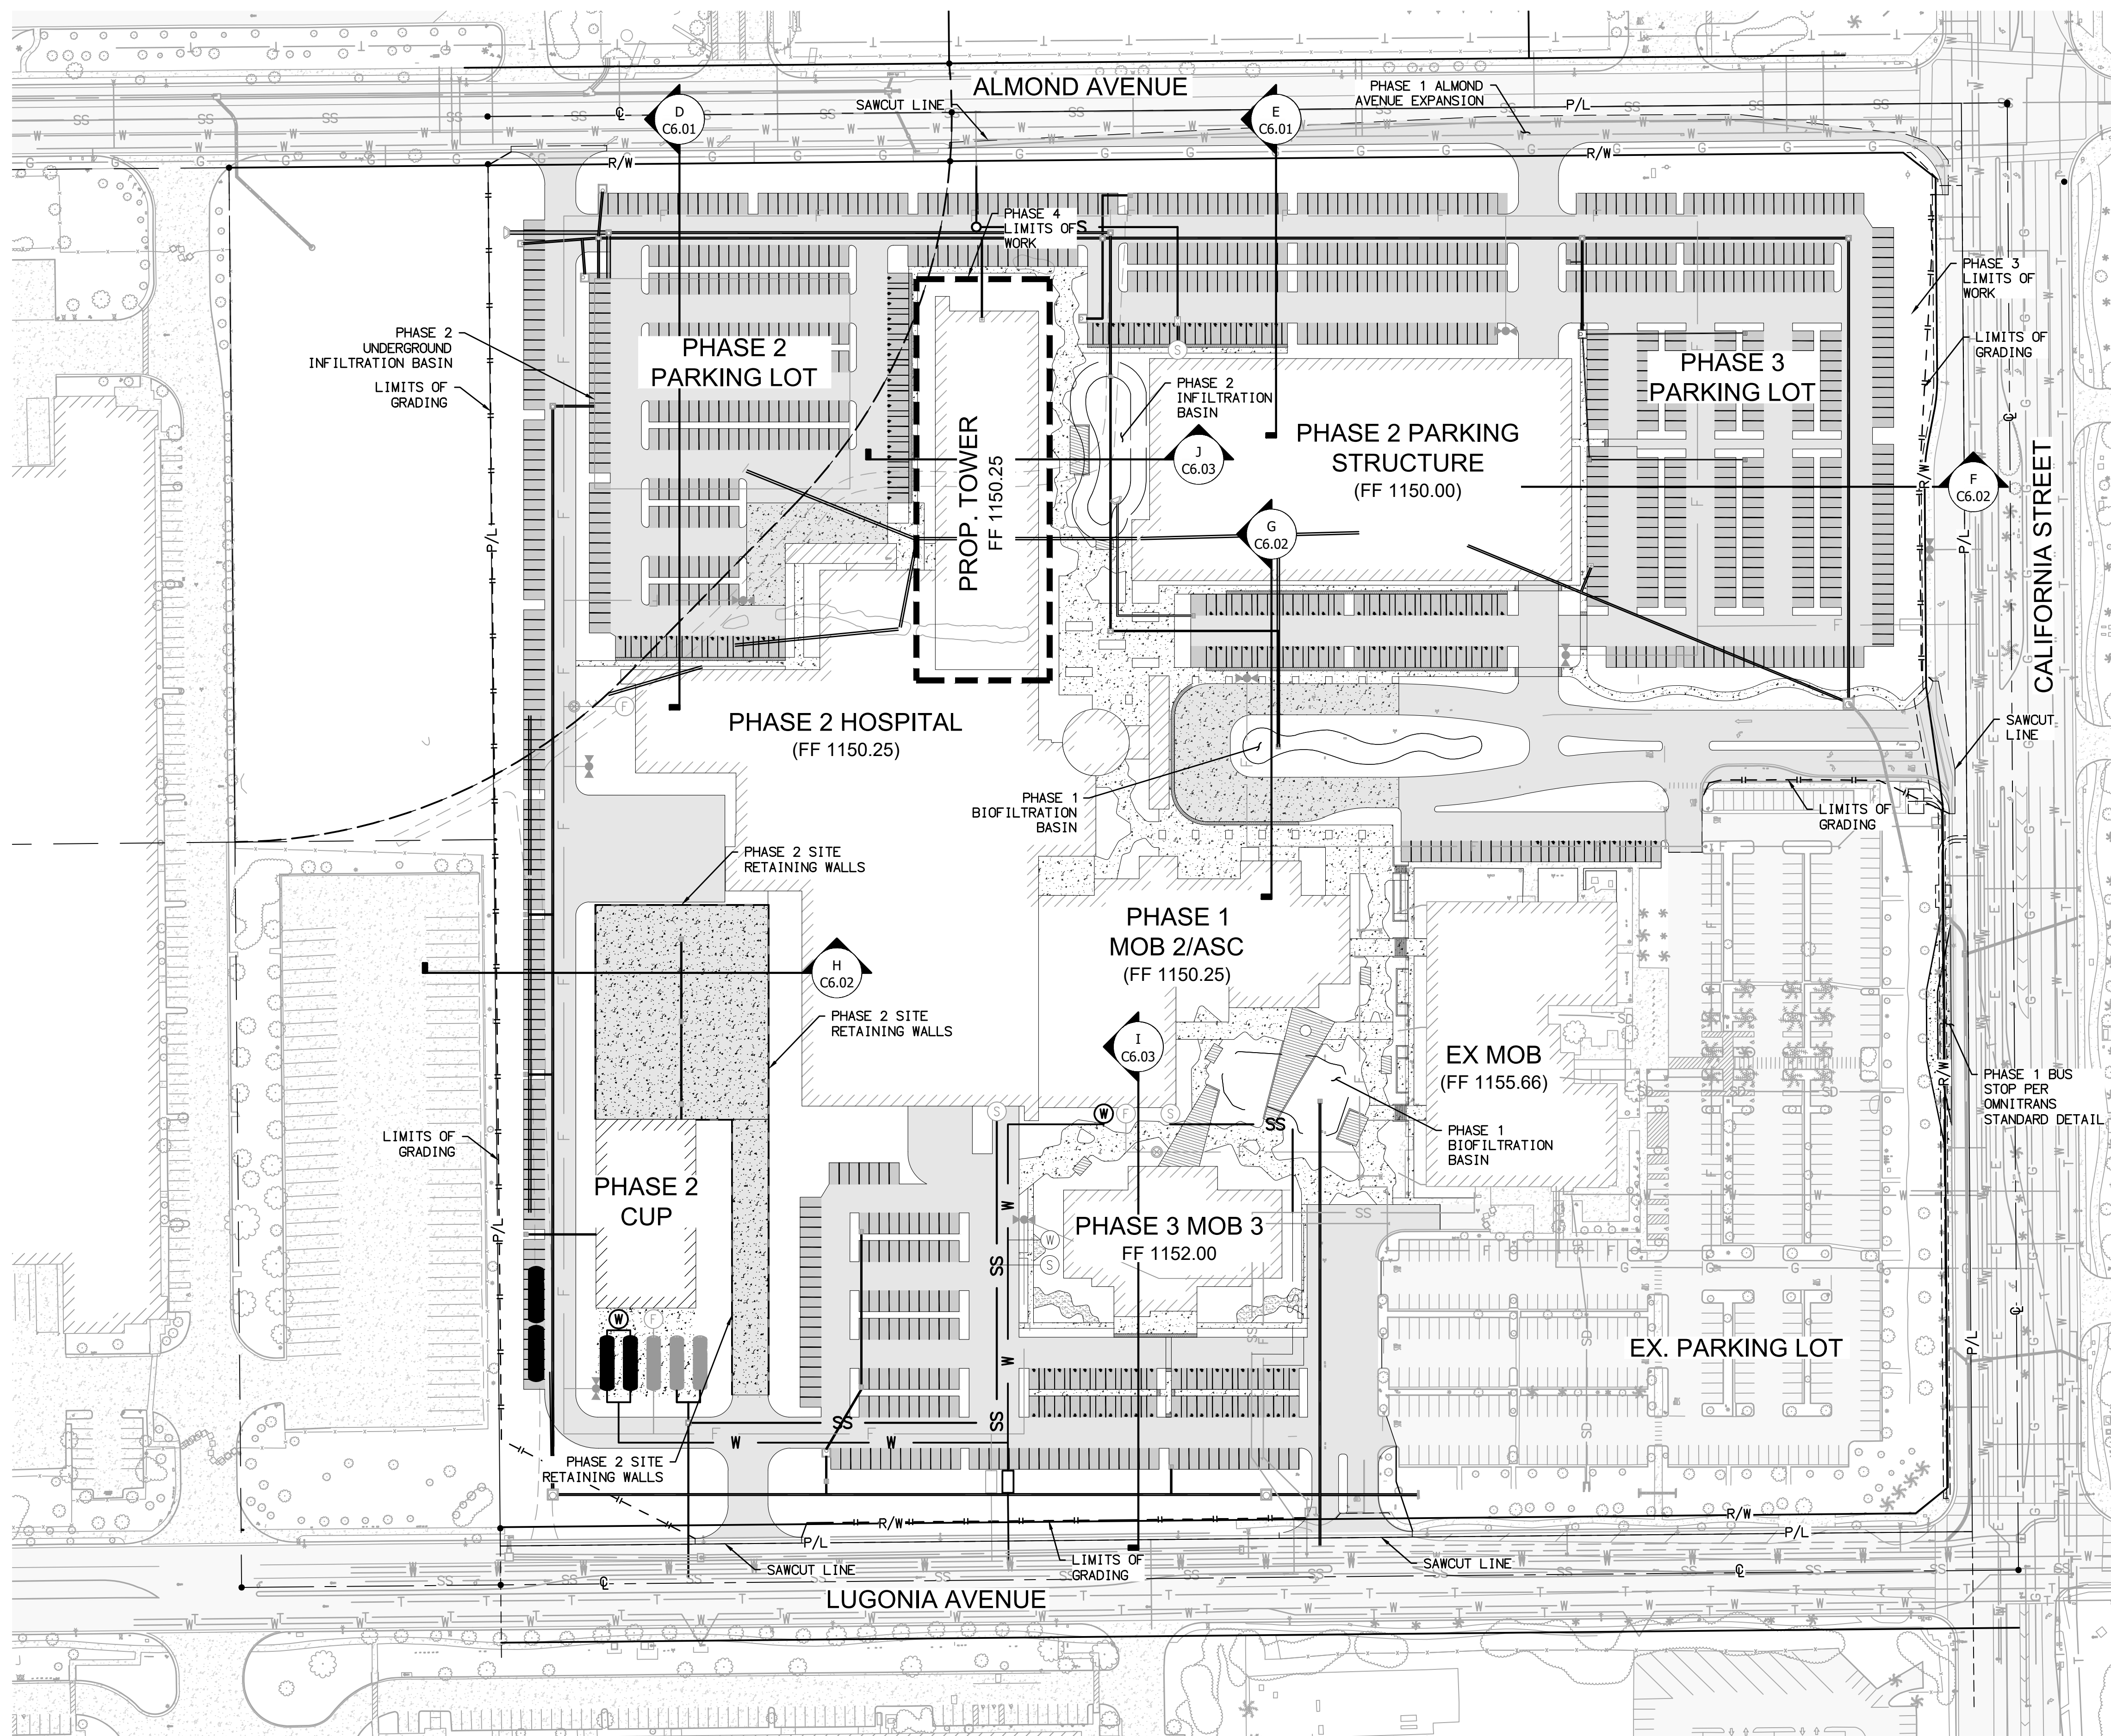 ALMOND AVENUE
PHASE 1 ALMOND
AVENUE EXPANSION
SAWCUT LINE
P/L
D
C6.01
E
C6.01
R/W
R/W
PHASE 4
LIMITS OF
WORK
S
PHASE 3
LIMITS OF
WORK
LIMITS OF
GRADING
PHASE 2
UNDERGROUND
INFILTRATION BASIN
LIMITS OF
GRADING
PHASE 2
PARKING LOT
PHASE 2
INFILTRATION
BASIN
PHASE 3
PARKING LOT
PROP. TOWER
FF 1150.25
J
C6.03
PHASE 2 PARKING
STRUCTURE
(FF 1150.00)
F
C6.02
G
C6.02
R/W
P/L
P/L
CALIFORNIA STREET
PHASE 2 HOSPITAL
(FF 1150.25)
SAWCUT
LINE
PHASE 1
BIOFILTRATION
BASIN
LIMITS OF
GRADING
PHASE 2 SITE
RETAINING WALLS
PHASE 1
MOB 2/ASC
(FF 1150.25)
H
C6.02
PHASE 2 SITE
RETAINING WALLS
I
C6.03
EX MOB
(FF 1155.66)
PHASE 1 BUS
STOP PER
OMNITRANS
STANDARD DETAIL
R/W
LIMITS OF
GRADING
W
F
S
S
SS
PHASE 1
BIOFILTRATION
BASIN
PHASE 2
CUP
PHASE 3 MOB 3
FF 1152.00
W
S
W
SS
P/L
W
F
EX. PARKING LOT
P/L
W
SS
SS
W
W
PHASE 2 SITE
RETAINING WALLS
R/W
R/W
P/L
P/L
SAWCUT LINE
LIMITS OF
GRADING
SAWCUT LINE
LUGONIA AVENUE